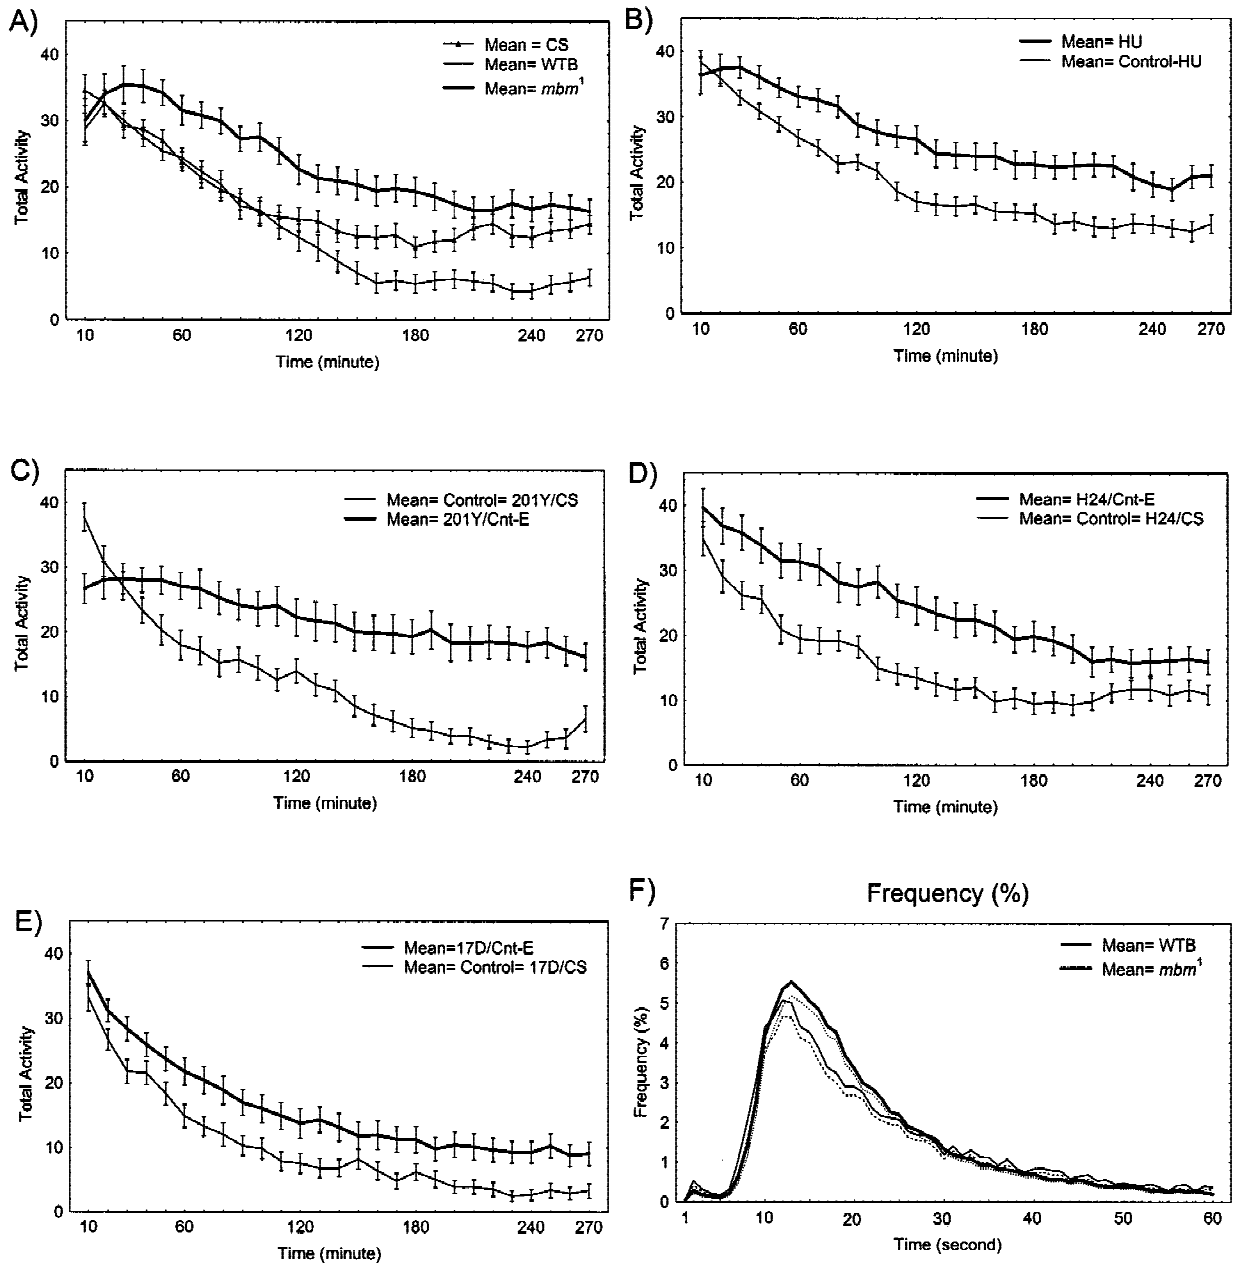 A)
Mean = CS
Mean= WTB
Mean= mbm1
Total Activity
40
30
20
10
0
10 60 120 180 240 270
Time (minute)
B)
Mean= HU
Mean= Control-HU
Total Activity
40
30
20
10
0
10 60 120 180 240 270
Time (minute)
C)
Mean= Control= 201Y/CS
Mean= 201Y/Cnt-E
Total Activity
40
30
20
10
0
10 60 120 180 240 270
Time (minute)
D)
Mean= H24/Cnt-E
Mean= Control= H24/CS
Total Activity
40
30
20
10
0
10 60 120 180 240 270
Time (minute)
E)
Mean=17D/Cnt-E
Mean= Control= 17D/CS
Total Activity
40
30
20
10
0
10 60 120 180 240 270
Time (minute)
F)
Frequency (%)
Mean= WTB
Mean= mbm1
Frequency (%)
7
6
5
4
3
2
1
0
1 10 20 30 40 50 60
Time (second)